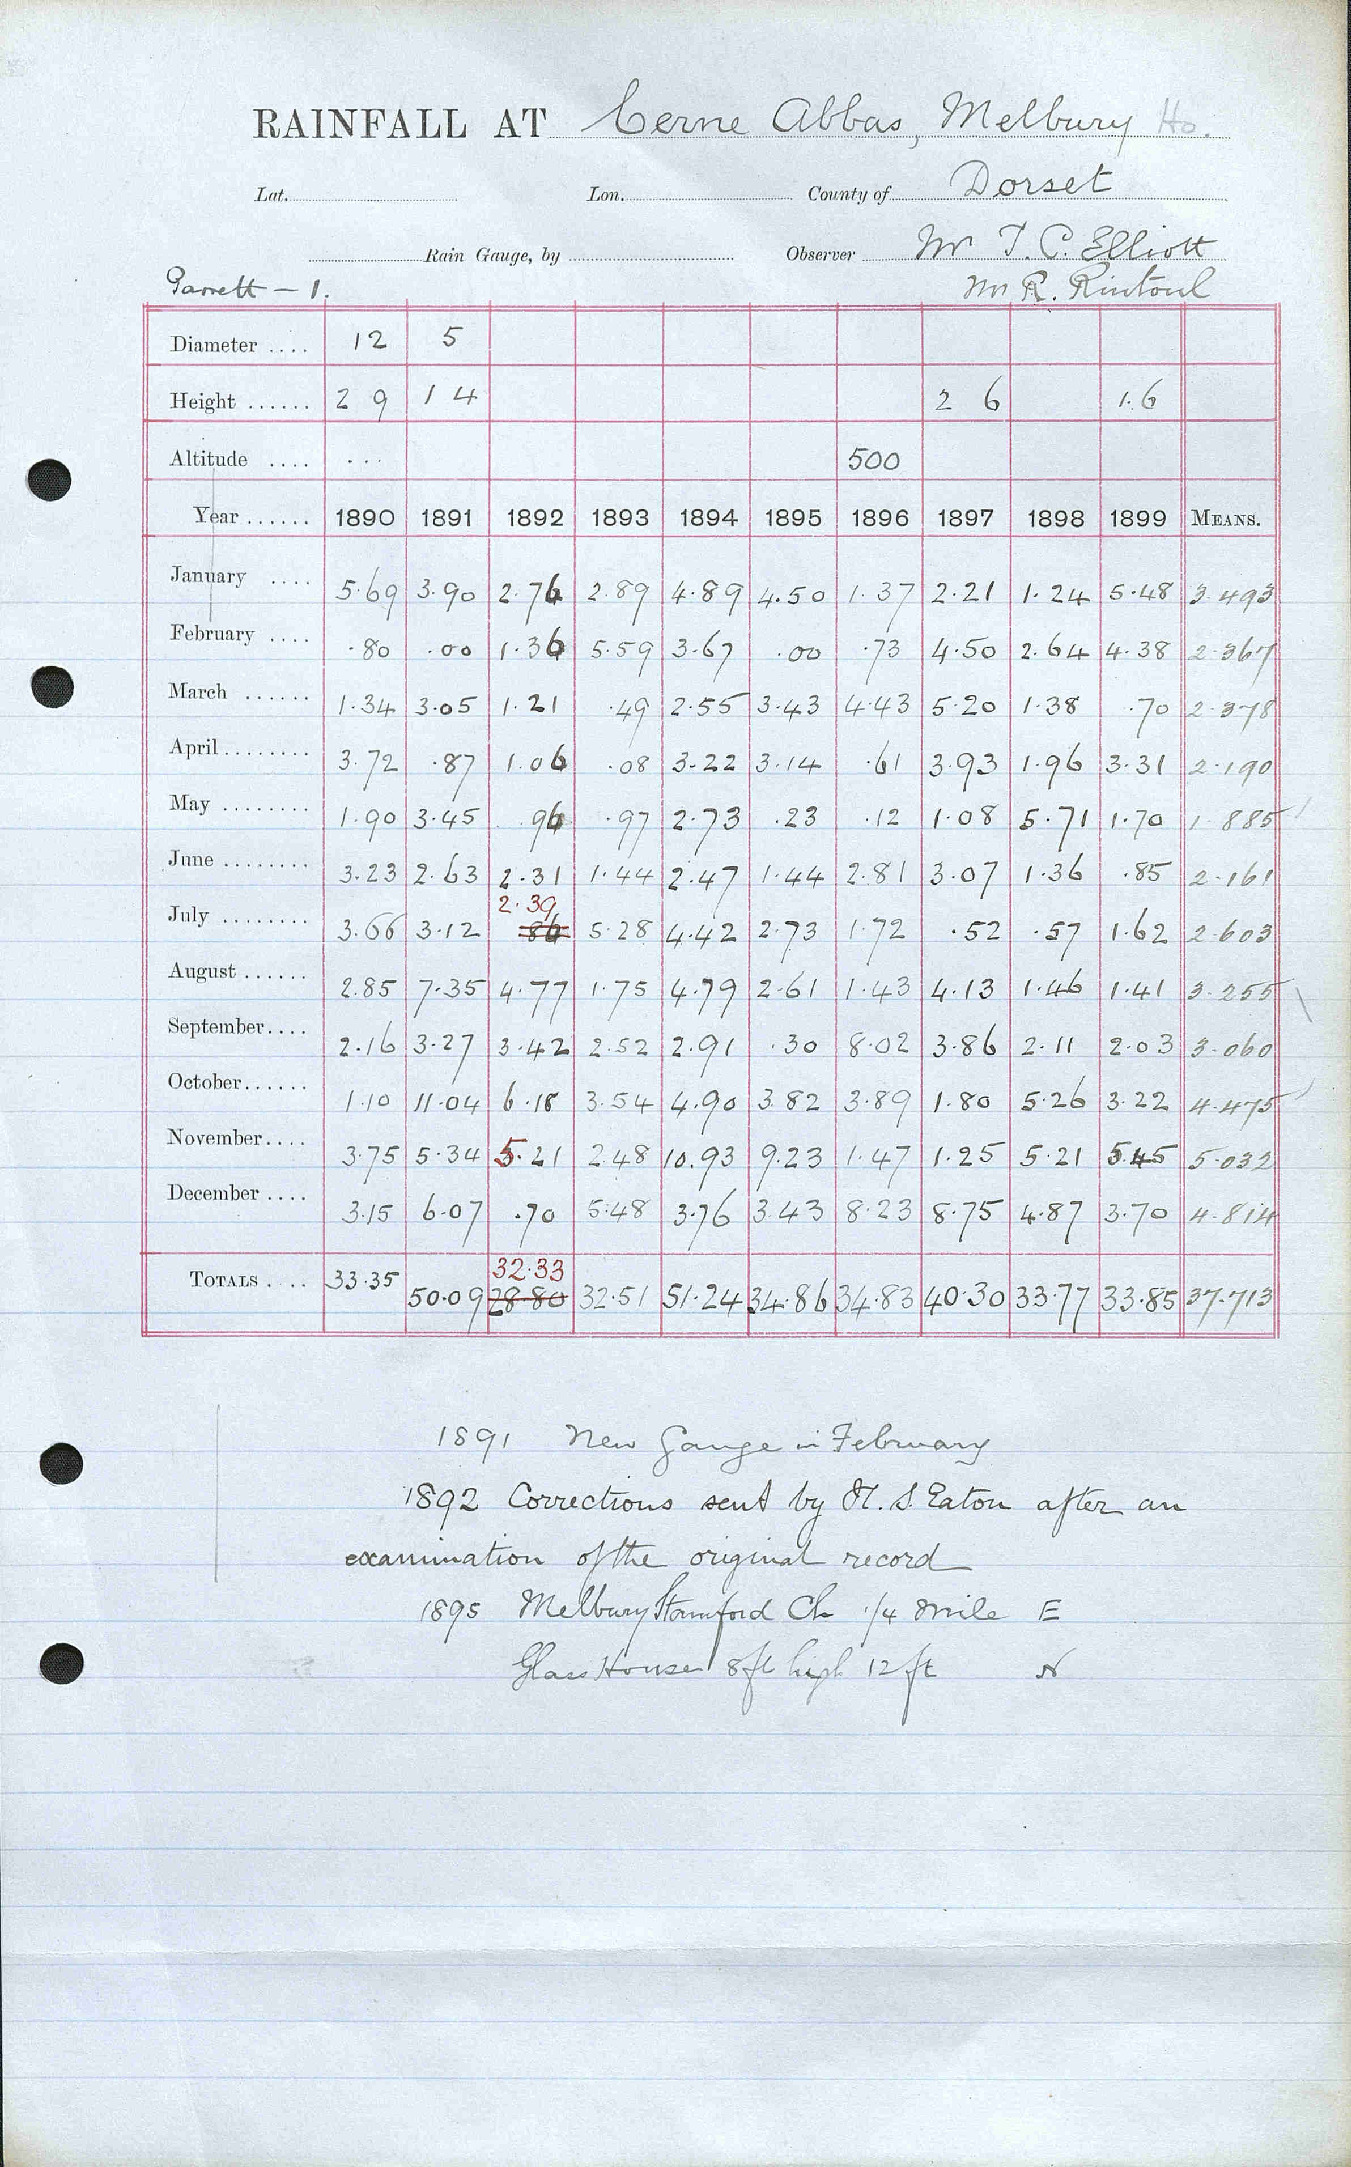 RAINFALL AT Cerne Abbas, Melbury Ho.
Lat. Lon. County of Dorset
Rain Gauge, by Observer Mr T. C. Elliott
Garrett – 1. Mr R. Rintoul
Diameter .... 12 5
Height ...... 2 9 1 4 2 6 1.6
Altitude .... ... 500
Year ...... 1890 1891 1892 1893 1894 1895 1896 1897 1898 1899 MEANS.
January .... 5.69 3.90 2.76 2.89 4.89 4.50 1.37 2.21 1.24 5.48 3.493
February .... .80 .00 1.36 5.59 3.67 .00 .73 4.50 2.64 4.38 2.367
March ...... 1.34 3.05 1.21 .49 2.55 3.43 4.43 5.20 1.38 .70 2.378
April ........ 3.72 .87 1.06 .08 3.22 3.14 .61 3.93 1.96 3.31 2.190
May ........ 1.90 3.45 .96 .97 2.73 .23 .12 1.08 5.71 1.70 1.885
June ........ 3.23 2.63 2.31 1.44 2.47 1.44 2.81 3.07 1.36 .85 2.161
2.39
July ........ 3.66 3.12 .86 5.28 4.42 2.73 1.72 .52 .57 1.62 2.603
August ...... 2.85 7.35 4.77 1.75 4.79 2.61 1.43 4.13 1.46 1.41 3.255
September .... 2.16 3.27 3.42 2.52 2.91 .30 8.02 3.86 2.11 2.03 3.060
October ...... 1.10 11.04 6.18 3.54 4.90 3.82 3.89 1.80 5.26 3.22 4.475
November .... 3.75 5.34 5.21 2.48 10.93 9.23 1.47 1.25 5.21 5.45 5.032
December .... 3.15 6.07 .70 5.48 3.76 3.43 8.23 8.75 4.87 3.70 4.814
32.33
TOTALS .... 33.35 50.09 28.80 32.51 51.24 34.86 34.83 40.30 33.77 33.85 37.713
1891 New Gauge in February
1892 Corrections sent by H. S. Eaton after an
examination of the original record
1895 Melbury Stamford Ch 1/4 mile E
Glass Houses 8ft high 12 ft N